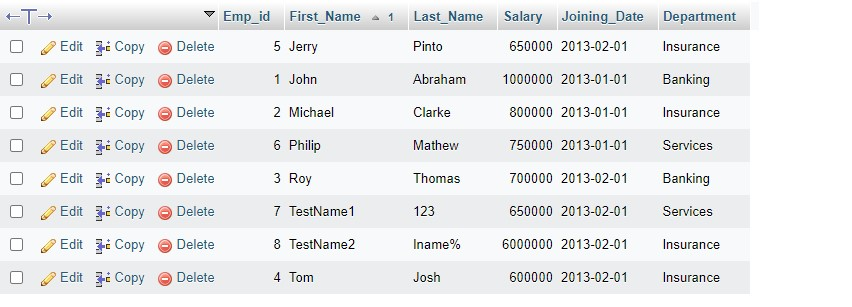 Emp_id First_Name 1 Last_Name Salary Joining_Date Department
Edit Copy Delete 5 Jerry Pinto 650000 2013-02-01 Insurance
Edit Copy Delete 1 John Abraham 1000000 2013-01-01 Banking
Edit Copy Delete 2 Michael Clarke 800000 2013-01-01 Insurance
Edit Copy Delete 6 Philip Mathew 750000 2013-01-01 Services
Edit Copy Delete 3 Roy Thomas 700000 2013-02-01 Banking
Edit Copy Delete 7 TestName1 123 650000 2013-02-01 Services
Edit Copy Delete 8 TestName2 lname% 6000000 2013-02-01 Insurance
Edit Copy Delete 4 Tom Josh 600000 2013-02-01 Insurance